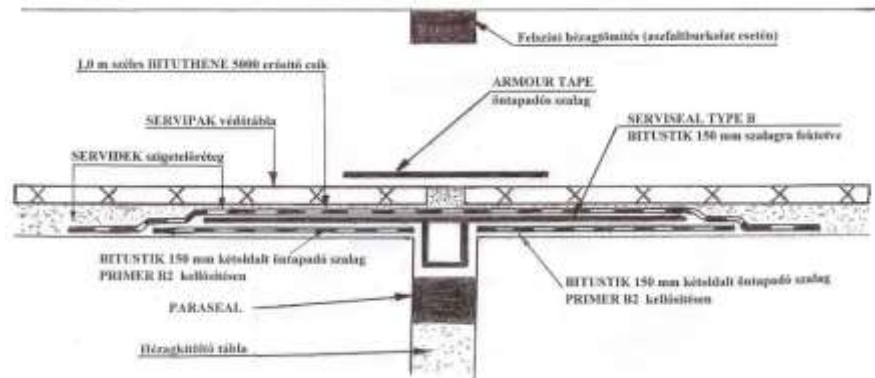 Felszíni hézagtömítés (aszfaltburkolat esetén)
1,0 m széles BITUTHENE 5000 erősítő csík
ARMOUR TAPE
öntapadós szalag
SERVIPAK védőtábla
SERVISEAL TYPE B
BITUSTIK 150 mm szalagra fektetve
SERVIDEK szigetelőréteg
BITUSTIK 150 mm kétoldalt öntapadó szalag
PRIMER B2 kellősítésen
BITUSTIK 150 mm kétoldalt öntapadó szalag
PRIMER B2 kellősítésen
PARASEAL
Hézagkitöltő tábla